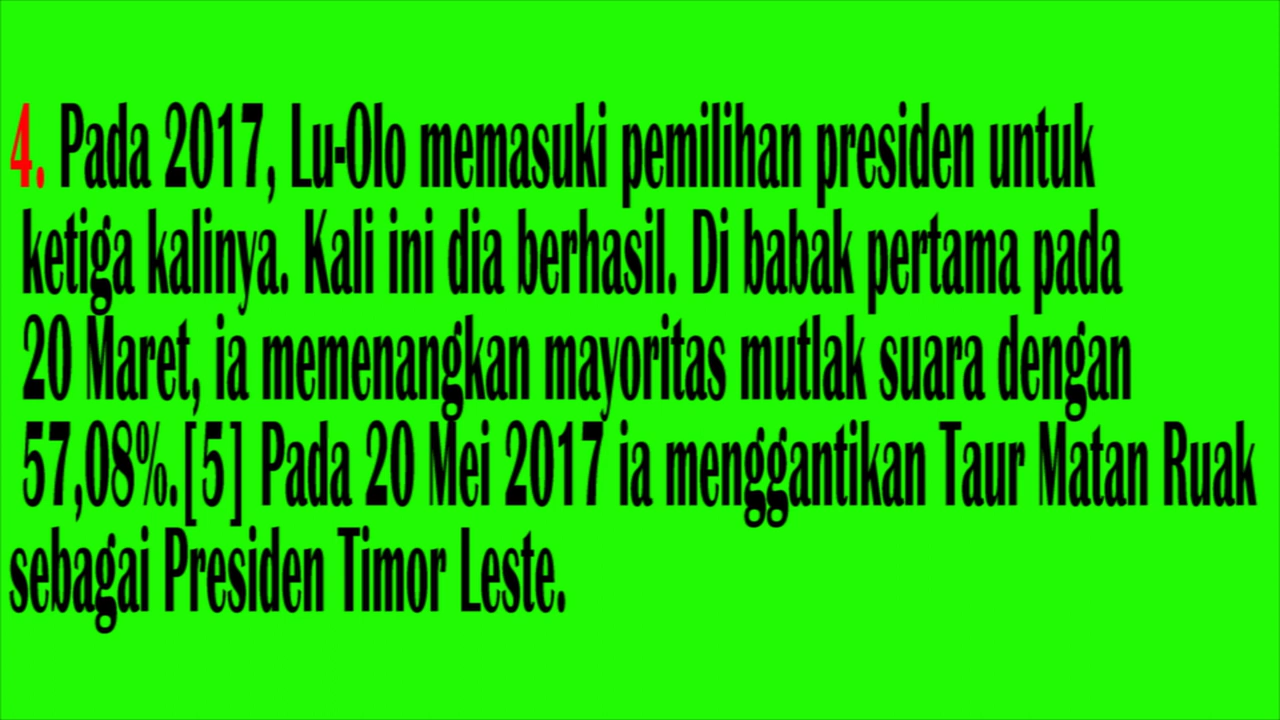 4. Pada 2017, Lu-Olo memasuki pemilihan presiden untuk
ketiga kalinya. Kali ini dia berhasil. Di babak pertama pada
20 Maret, ia memenangkan mayoritas mutlak suara dengan
57,08%.[5] Pada 20 Mei 2017 ia menggantikan Taur Matan Ruak
sebagai Presiden Timor Leste.